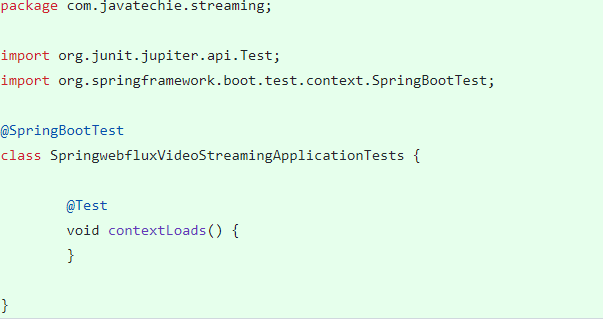 package com.javatechie.streaming;
import org.junit.jupiter.api.Test;
import org.springframework.boot.test.context.SpringBootTest;
@SpringBootTest
class SpringwebfluxVideoStreamingApplicationTests {
@Test
void contextLoads() {
}
}